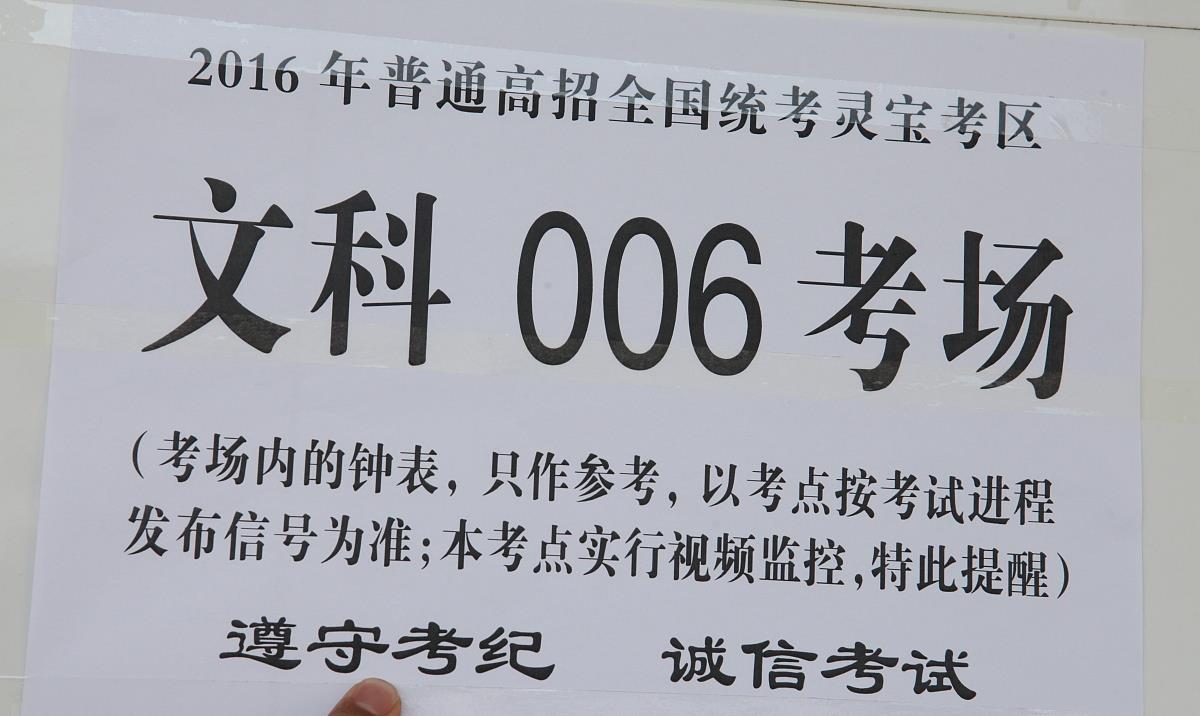 2016 年普通高招全国统考灵宝考区
文科 006 考场
(考场内的钟表, 只作参考, 以考点按考试进程
发布信号为准;本考点实行视频监控,特此提醒)
遵守考纪 诚信考试